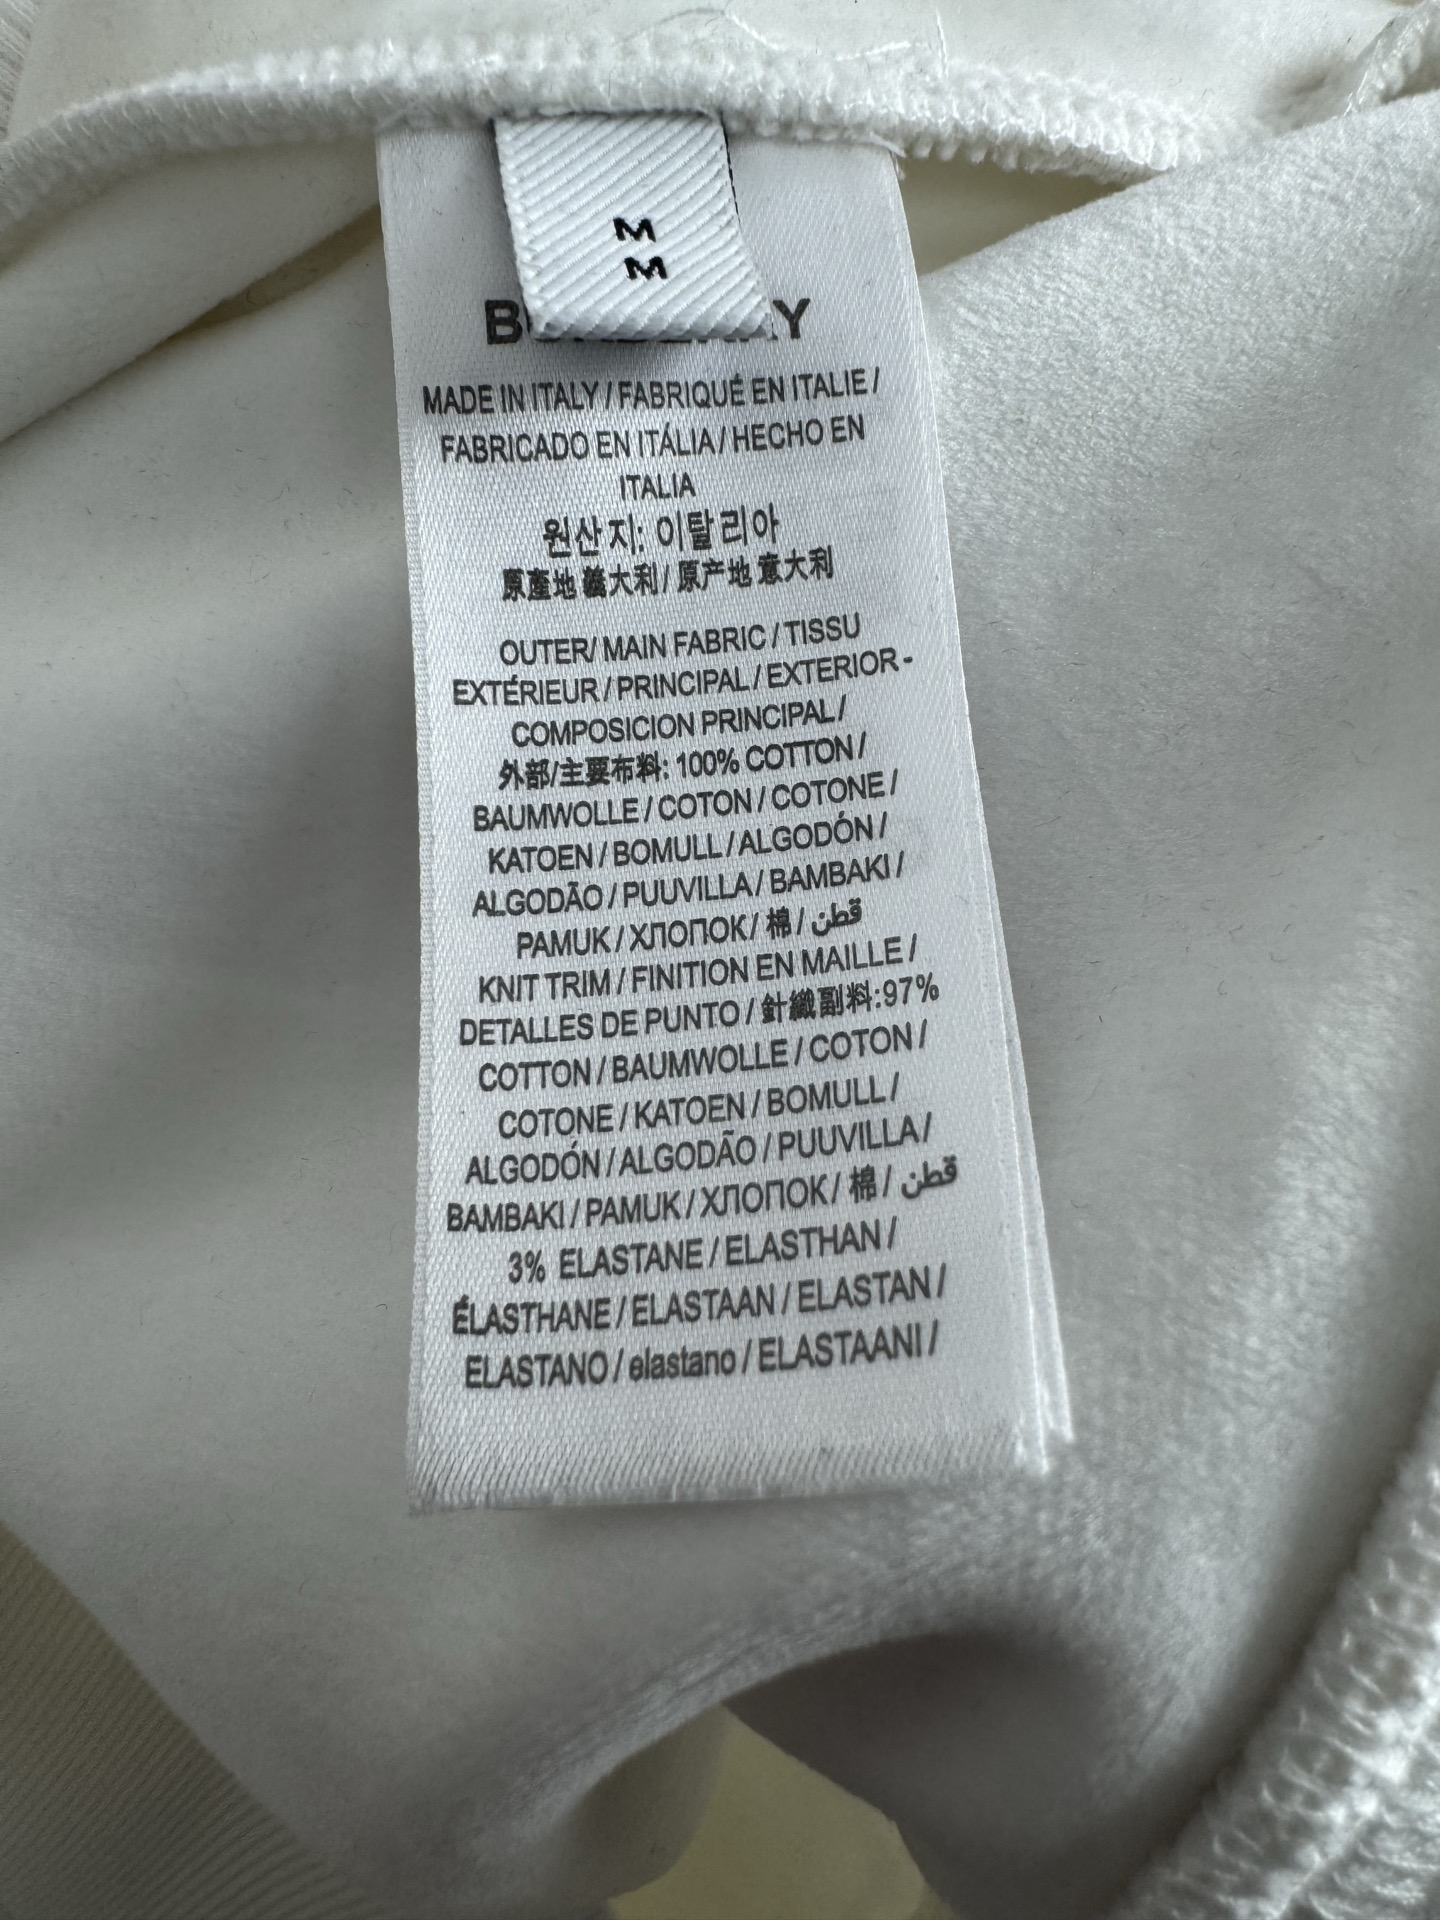 M
M
MADE IN ITALY / FABRIQUÉ EN ITALIE /
FABRICADO EN ITÁLIA / HECHO EN
ITALIA
원산지: 이탈리아
原產地 義大利 / 原产地 意大利
OUTER/ MAIN FABRIC / TISSU
EXTÉRIEUR / PRINCIPAL / EXTERIOR -
COMPOSICION PRINCIPAL /
外部/主要布料: 100% COTTON /
BAUMWOLLE / COTON / COTONE /
KATOEN / BOMULL / ALGODÓN /
ALGODÃO / PUUVILLA / BAMBAKI /
PAMUK / ХЛОПОК / 棉 / قطن
KNIT TRIM / FINITION EN MAILLE /
DETALLES DE PUNTO / 針織副料:97%
COTTON / BAUMWOLLE / COTON /
COTONE / KATOEN / BOMULL /
ALGODÓN / ALGODÃO / PUUVILLA /
BAMBAKI / PAMUK / ХЛОПОК / 棉 / قطن
3% ELASTANE / ELASTHAN /
ÉLASTHANE / ELASTAAN / ELASTAN /
ELASTANO / elastano / ELASTAANI /